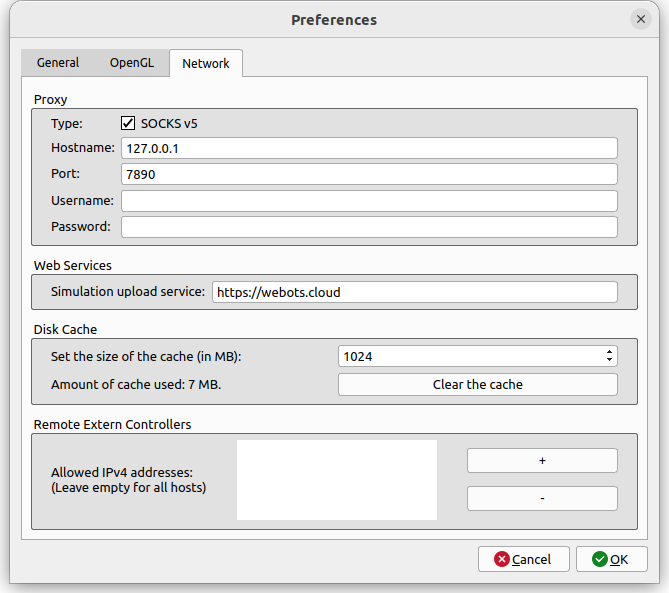 Preferences
General OpenGL Network
Proxy
Type: SOCKS v5
Hostname: 127.0.0.1
Port: 7890
Username:
Password:
Web Services
Simulation upload service: https://webots.cloud
Disk Cache
Set the size of the cache (in MB): 1024
Amount of cache used: 7 MB. Clear the cache
Remote Extern Controllers
Allowed IPv4 addresses:
(Leave empty for all hosts)
+
-
Cancel OK